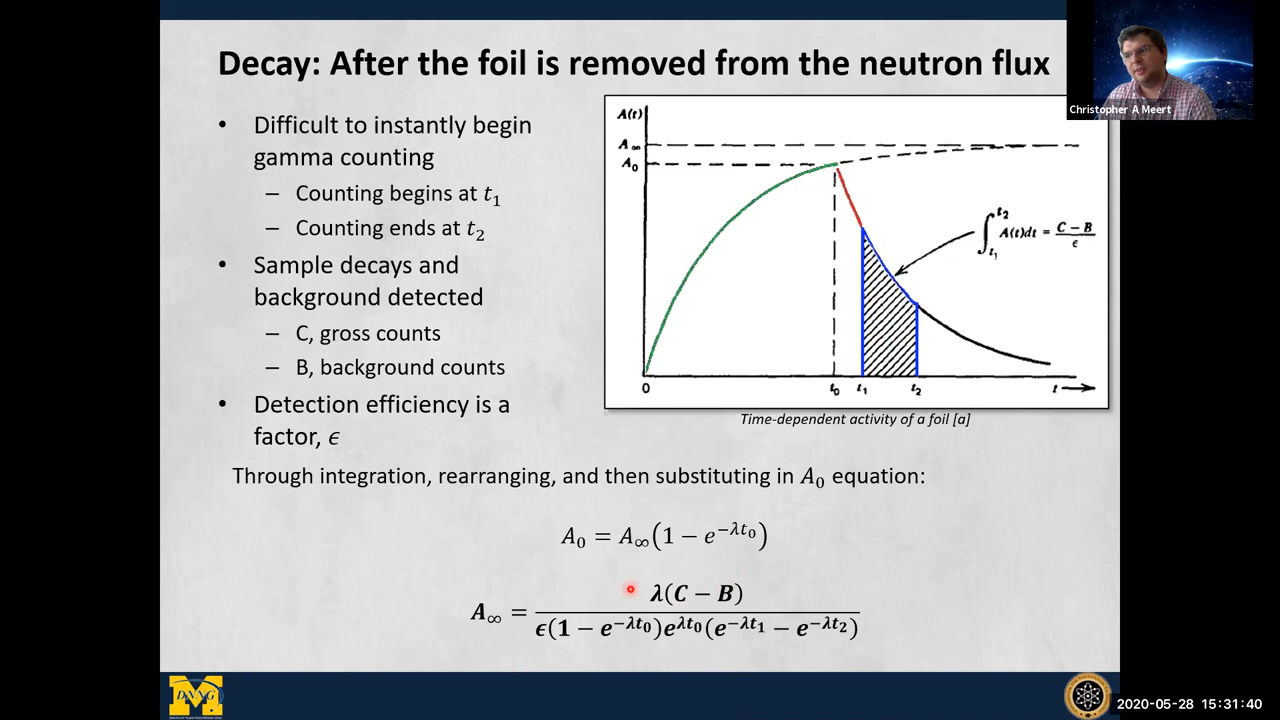 Decay: After the foil is removed from the neutron flux
Christopher A Meert
• Difficult to instantly begin
gamma counting
– Counting begins at t₁
– Counting ends at t₂
• Sample decays and
background detected
– C, gross counts
– B, background counts
• Detection efficiency is a
factor, ϵ
A(t)
A∞
A₀
∫_{t₁}^{t₂} A(t)dt = (C – B)/ϵ
0 t₀ t₁ t₂ t
Time-dependent activity of a foil [a]
Through integration, rearranging, and then substituting in A₀ equation:
A₀ = A∞(1 − e^{−λt₀})
A∞ = λ(C − B) / ϵ(1 − e^{−λt₀})e^{λt₀}(e^{−λt₁} − e^{−λt₂})
2020-05-28 15:31:40